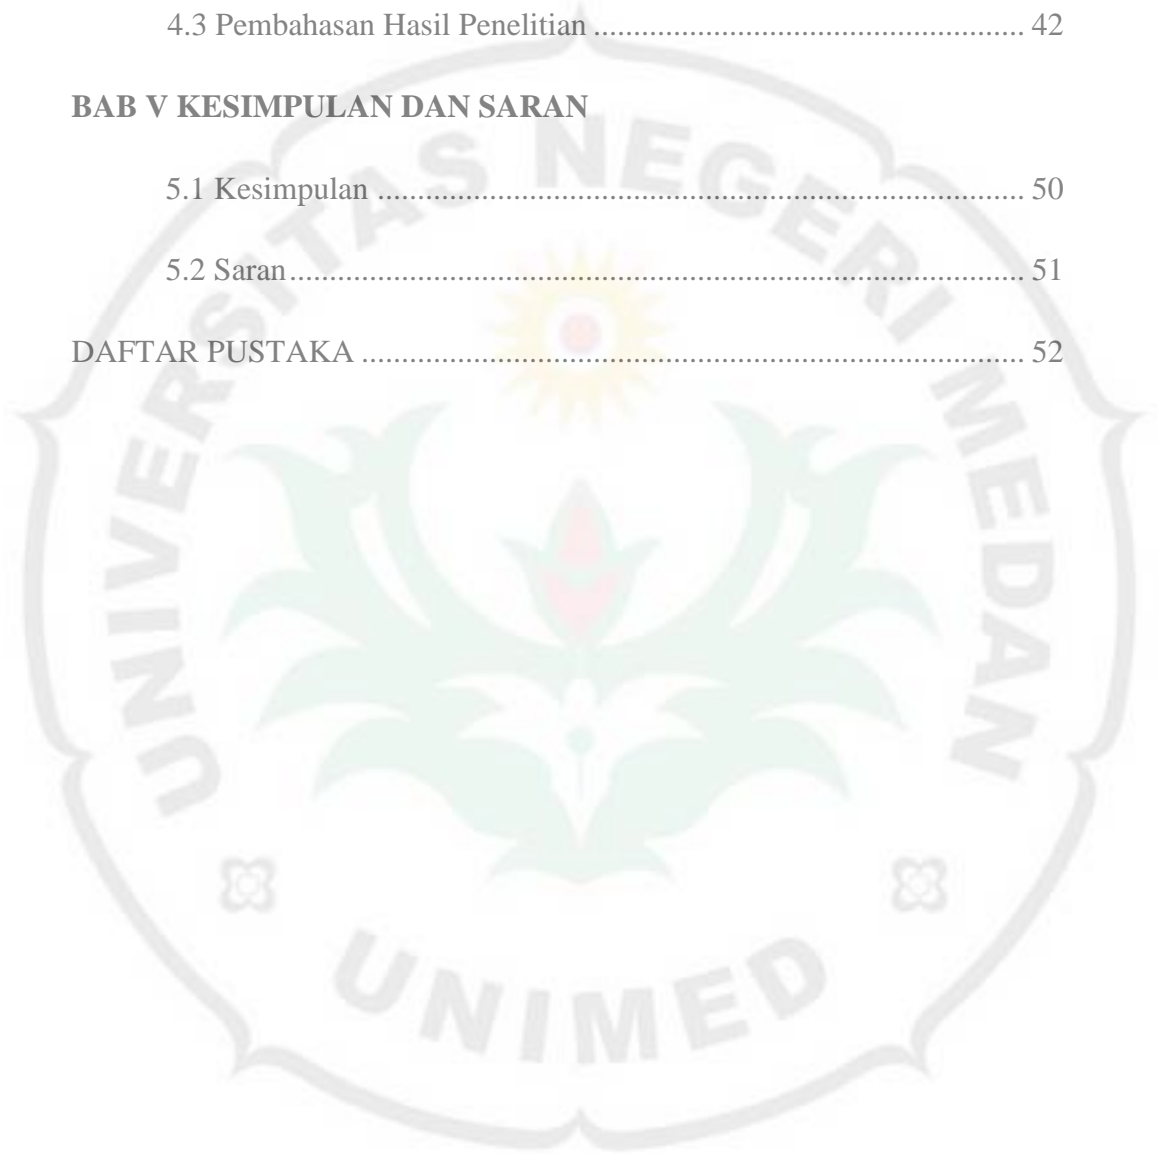 4.3 Pembahasan Hasil Penelitian ...................................................... 42
BAB V KESIMPULAN DAN SARAN
5.1 Kesimpulan ................................................................................. 50
5.2 Saran............................................................................................ 51
DAFTAR PUSTAKA ................................................................................... 52
UNIVERSITAS NEGERI MEDAN
UNIMED